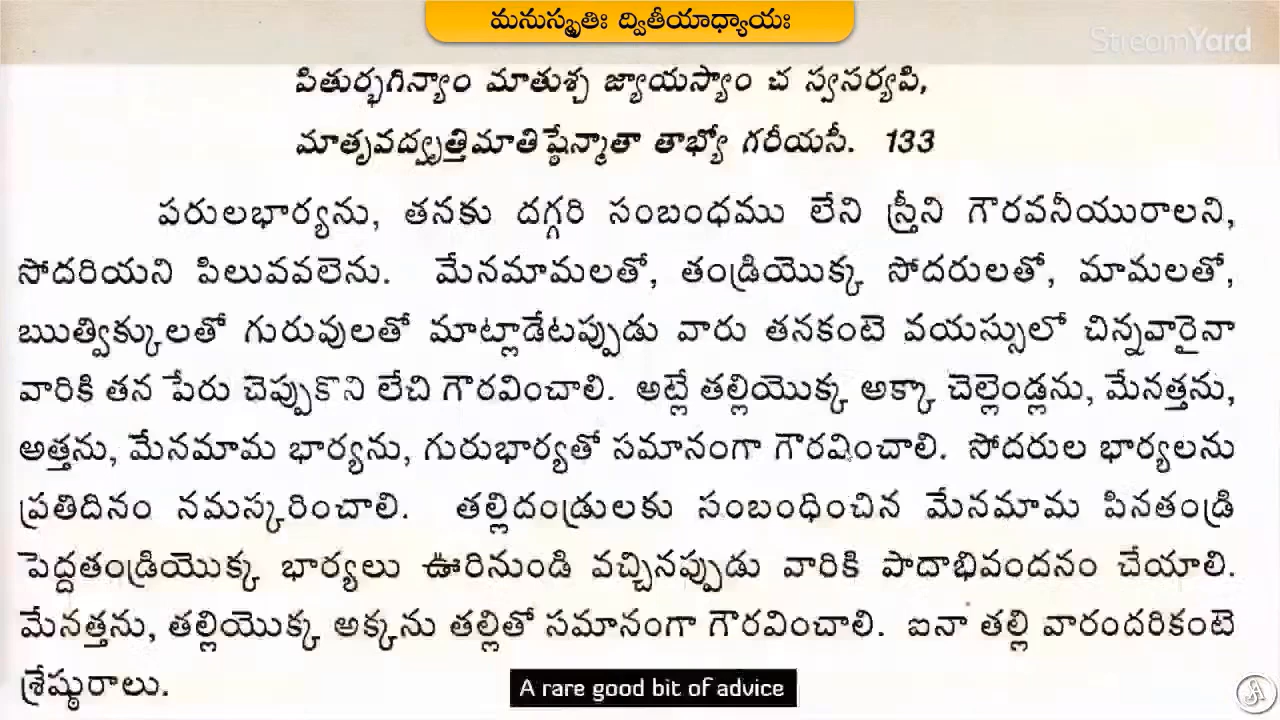 మనుస్మృతిః ద్వితీయాధ్యాయః
StreamYard
పితుర్భగిన్యాం మాతుశ్చ జ్యాయస్యాం చ స్వసర్యపి,
మాతృవద్వృత్తిమాతిష్ఠేన్మాతా తాభ్యో గరీయసీ. 133
పరులభార్యను, తనకు దగ్గరి సంబంధము లేని స్త్రీని గౌరవనీయురాలని,
సోదరియని పిలువవలెను. మేనమామలతో, తండ్రియొక్క సోదరులతో, మామలతో,
ఋత్విక్కులతో గురువులతో మాట్లాడేటప్పుడు వారు తనకంటె వయస్సులో చిన్నవారైనా
వారికి తన పేరు చెప్పుకొని లేచి గౌరవించాలి. అట్లే తల్లియొక్క అక్కా చెల్లెండ్లను, మేనత్తను,
అత్తను, మేనమామ భార్యను, గురుభార్యతో సమానంగా గౌరవించాలి. సోదరుల భార్యలను
ప్రతిదినం నమస్కరించాలి. తల్లిదండ్రులకు సంబంధించిన మేనమామ పినతండ్రి
పెద్దతండ్రియొక్క భార్యలు ఊరినుండి వచ్చినప్పుడు వారికి పాదాభివందనం చేయాలి.
మేనత్తను, తల్లియొక్క అక్కను తల్లితో సమానంగా గౌరవించాలి. ఐనా తల్లి వారందరికంటె
శ్రేష్ఠురాలు.
A rare good bit of advice